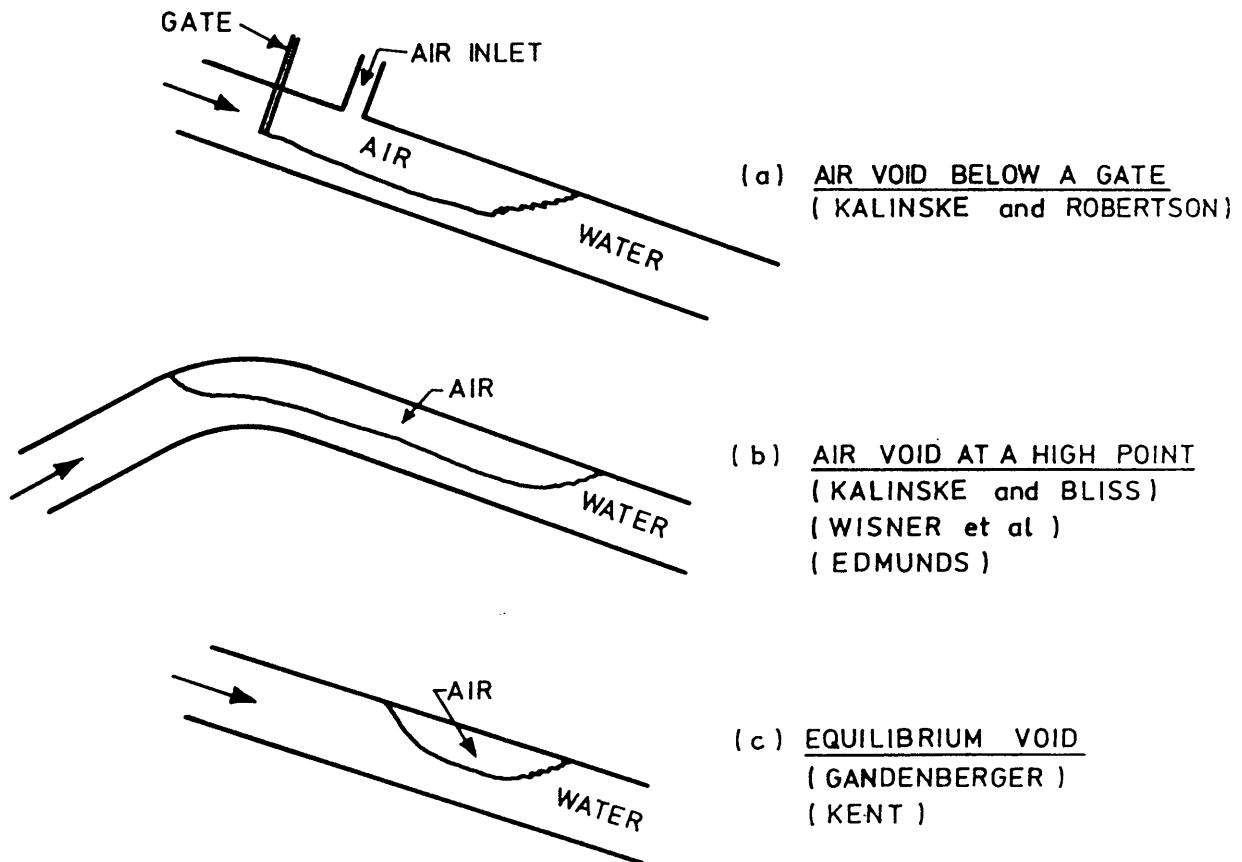 GATE
AIR INLET
AIR
WATER
(a) AIR VOID BELOW A GATE
(KALINSKE and ROBERTSON)
AIR
WATER
(b) AIR VOID AT A HIGH POINT
(KALINSKE and BLISS)
(WISNER et al)
(EDMUNDS)
AIR
WATER
(c) EQUILIBRIUM VOID
(GANDENBERGER)
(KENT)